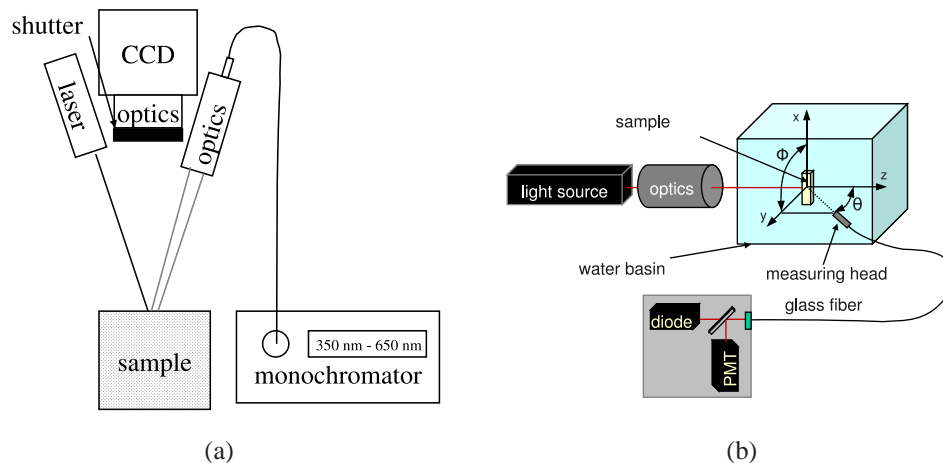 shutter
CCD
laser
optics
optics
sample
350 nm - 650 nm
monochromator
(a)
sample
x
Φ
z
θ
y
light source
optics
water basin
measuring head
glass fiber
diode
PMT
(b)